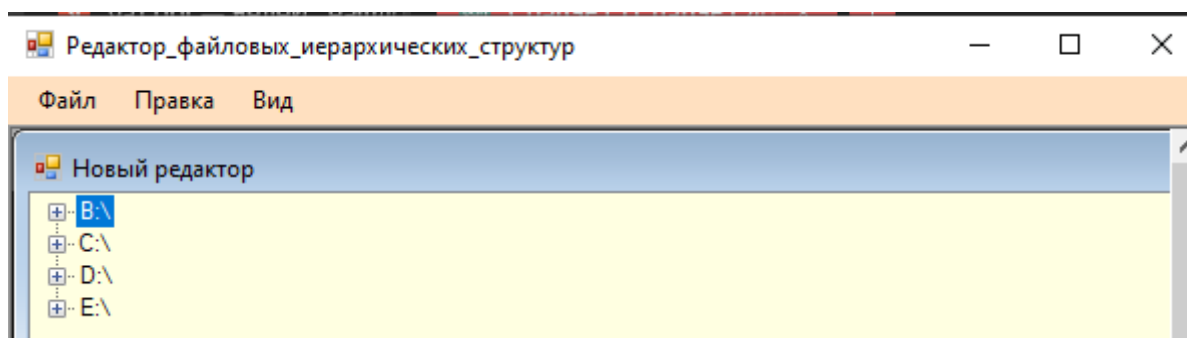 Редактор_файловых_иерархических_структур
Файл Правка Вид
Новый редактор
B:\
C:\
D:\
E:\